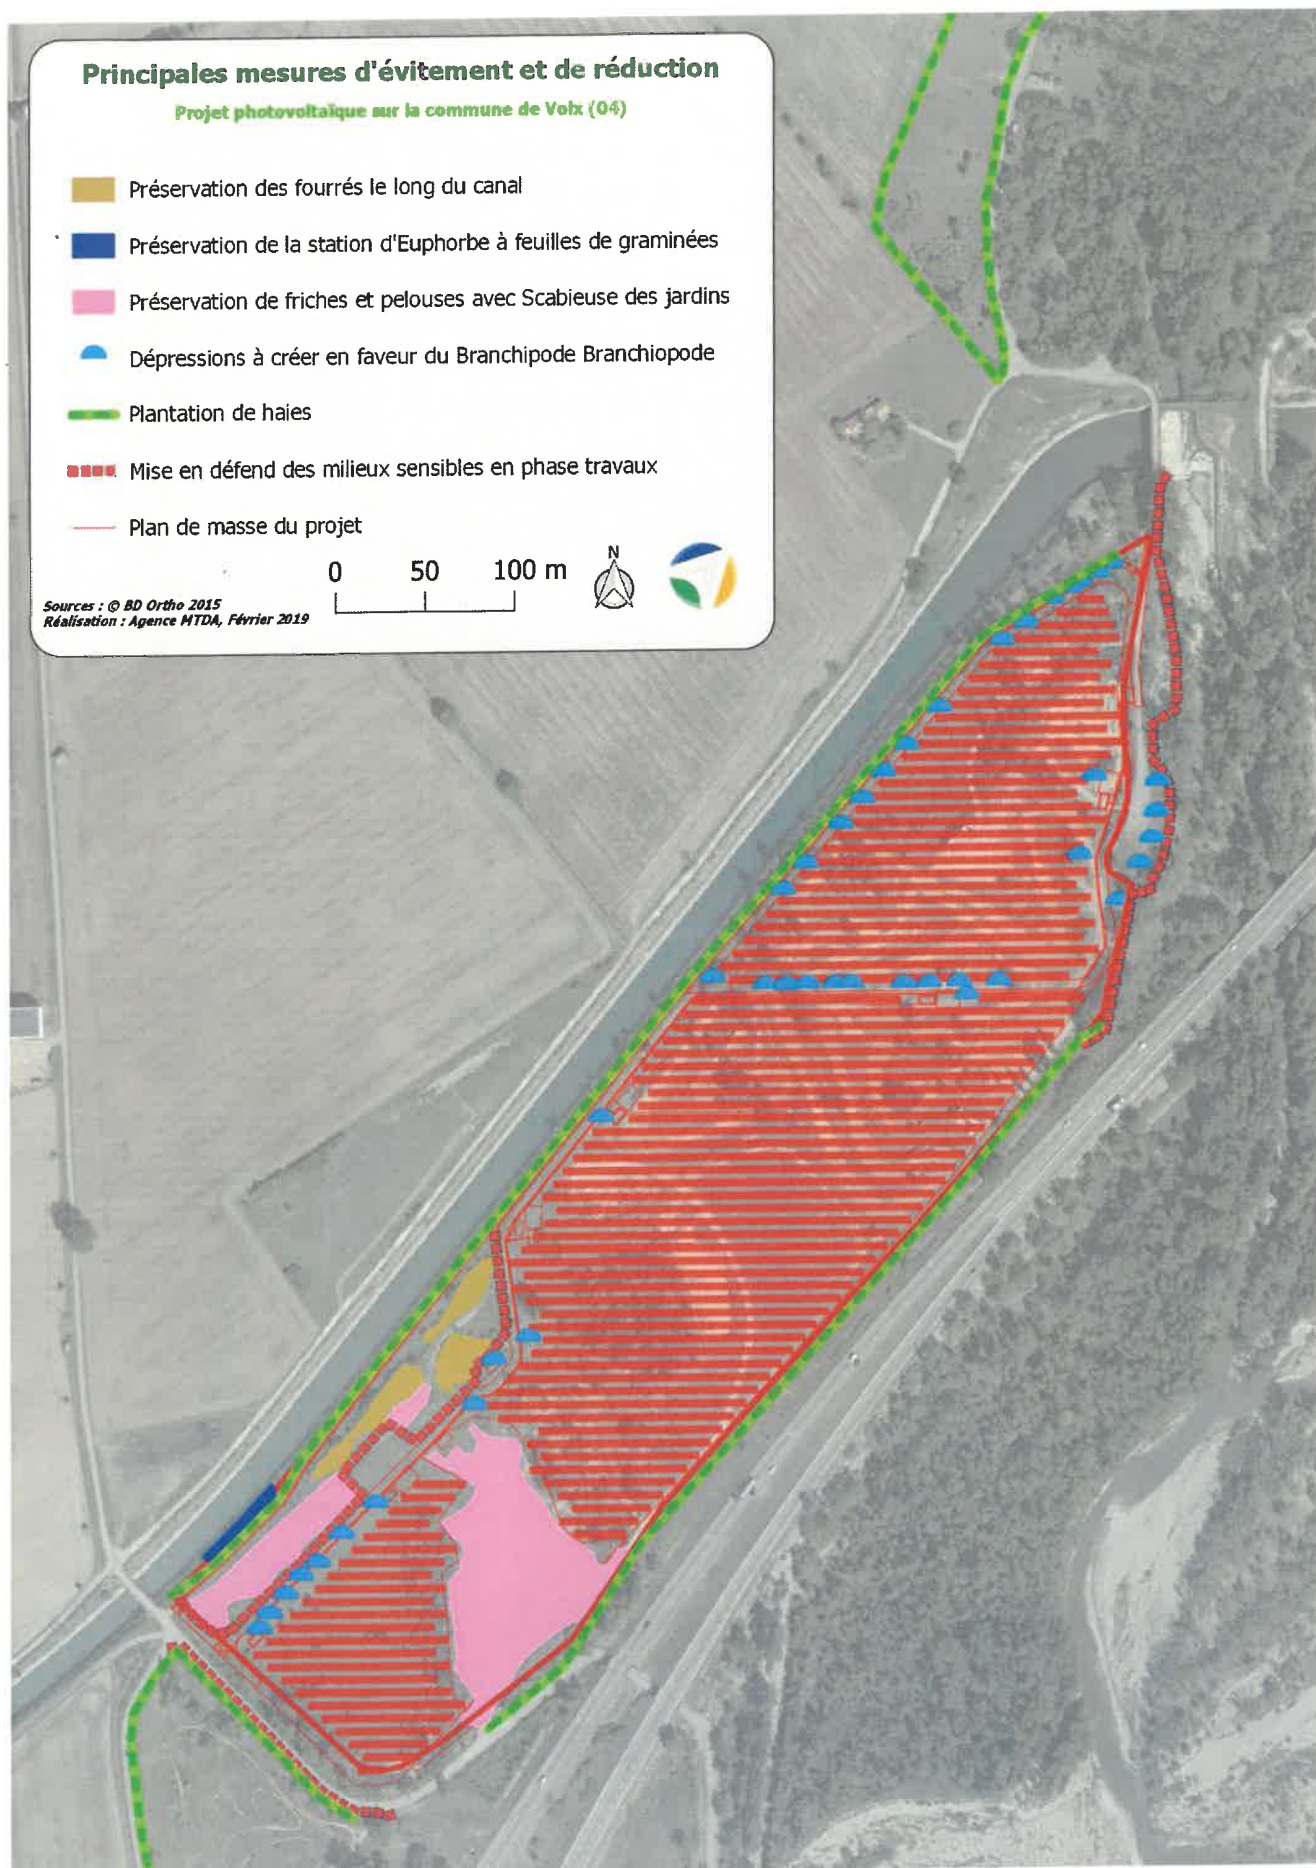 Principales mesures d'évitement et de réduction
Projet photovoltaïque sur la commune de Volx (04)
Préservation des fourrés le long du canal
Préservation de la station d'Euphorbe à feuilles de graminées
Préservation de friches et pelouses avec Scabieuse des jardins
Dépressions à créer en faveur du Branchipode Branchiopode
Plantation de haies
Mise en défend des milieux sensibles en phase travaux
Plan de masse du projet
0 50 100 m
N
Sources : © BD Ortho 2015
Réalisation : Agence MTDA, Février 2019